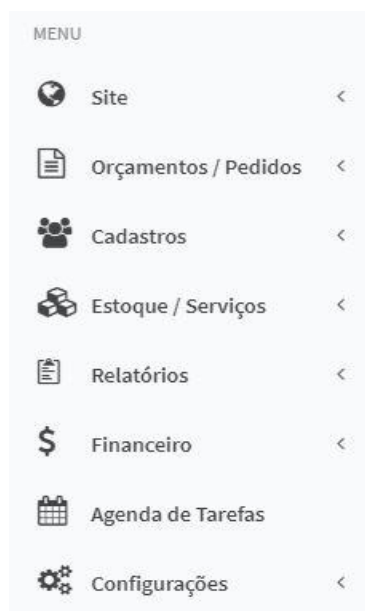 MENU
Site
Orçamentos / Pedidos
Cadastros
Estoque / Serviços
Relatórios
Financeiro
Agenda de Tarefas
Configurações